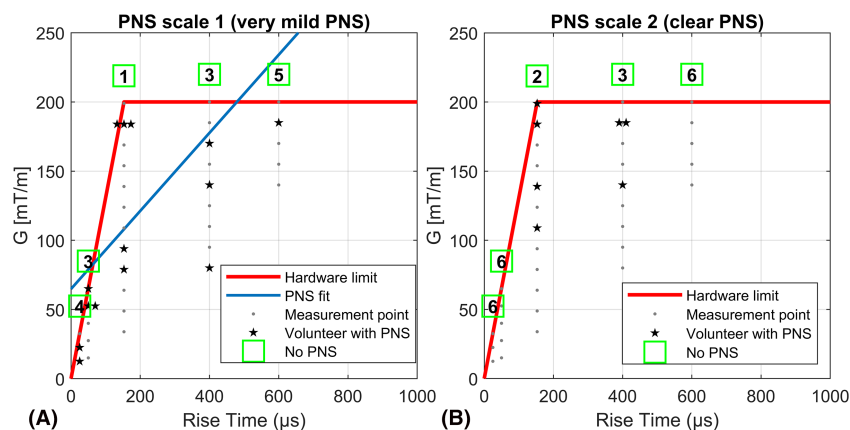 PNS scale 1 (very mild PNS)
250
200
150
100
50
0
G [mT/m]
1
3
5
3
4
Hardware limit
PNS fit
Measurement point
Volunteer with PNS
No PNS
0 200 400 600 800 1000
Rise Time (µs)
(A)
PNS scale 2 (clear PNS)
250
200
150
100
50
0
G [mT/m]
2
3
6
6
6
Hardware limit
Measurement point
Volunteer with PNS
No PNS
0 200 400 600 800 1000
Rise Time (µs)
(B)